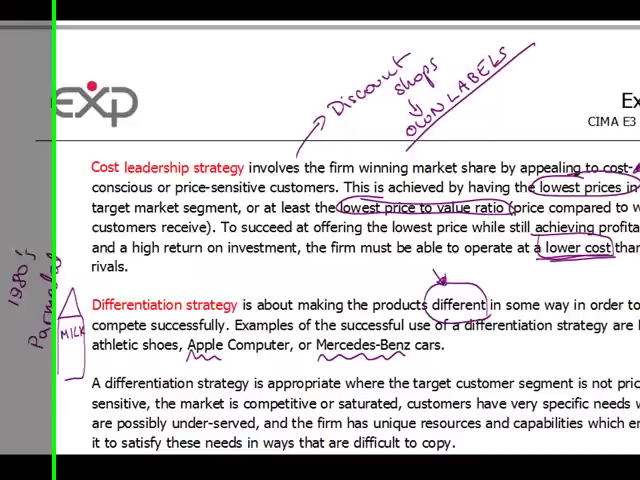 Discount
shops
OWN LABELS
exp
Ex
CIMA E3
Cost leadership strategy involves the firm winning market share by appealing to cost-
conscious or price-sensitive customers. This is achieved by having the lowest prices in
target market segment, or at least the lowest price to value ratio (price compared to w
customers receive). To succeed at offering the lowest price while still achieving profita
and a high return on investment, the firm must be able to operate at a lower cost than
rivals.
1980's
Parmalat
MILK
Differentiation strategy is about making the products different in some way in order to
compete successfully. Examples of the successful use of a differentiation strategy are
athletic shoes, Apple Computer, or Mercedes-Benz cars.
A differentiation strategy is appropriate where the target customer segment is not pric
sensitive, the market is competitive or saturated, customers have very specific needs w
are possibly under-served, and the firm has unique resources and capabilities which en
it to satisfy these needs in ways that are difficult to copy.